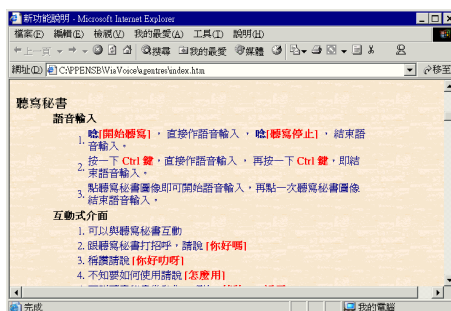 新功能說明 - Microsoft Internet Explorer
檔案(F) 編輯(E) 檢視(V) 我的最愛(A) 工具(T) 說明(H)
上一頁 搜尋 我的最愛 媒體
網址(D) C:\PPENSB\ViaVoice\agentres\index.htm 移至
聽寫秘書
語音輸入
1. 唸[開始聽寫]，直接作語音輸入，唸[聽寫停止]，結束語
音輸入。
2. 按一下 Ctrl 鍵，直接作語音輸入，再按一下 Ctrl 鍵，即結
束語音輸入。
3. 點聽寫秘書圖像即可開始語音輸入，再點一次聽寫秘書圖像
結束語音輸入。
互動式介面
1. 可以與聽寫秘書互動
2. 跟聽寫秘書打招呼，請說 [你好嗎]
3. 稱讚請說 [你好叻呀]
4. 不知要如何使用請說 [怎麼用]
完成 我的電腦